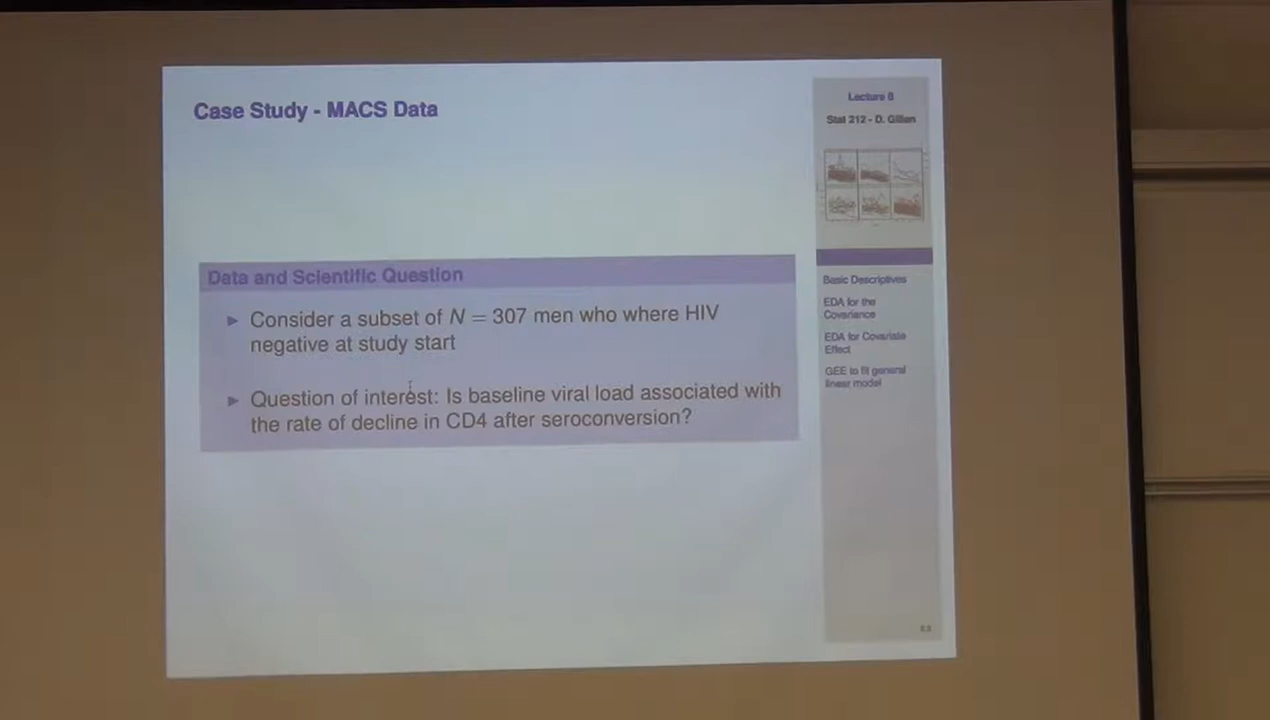 Case Study - MACS Data
Data and Scientific Question
Consider a subset of N = 307 men who where HIV
negative at study start
Question of interest: Is baseline viral load associated with
the rate of decline in CD4 after seroconversion?
Lecture 8
Stat 212 - D. Gillen
Basic Descriptives
EDA for the
Covariance
EDA for Covariate
Effect
GEE to fit general
linear model